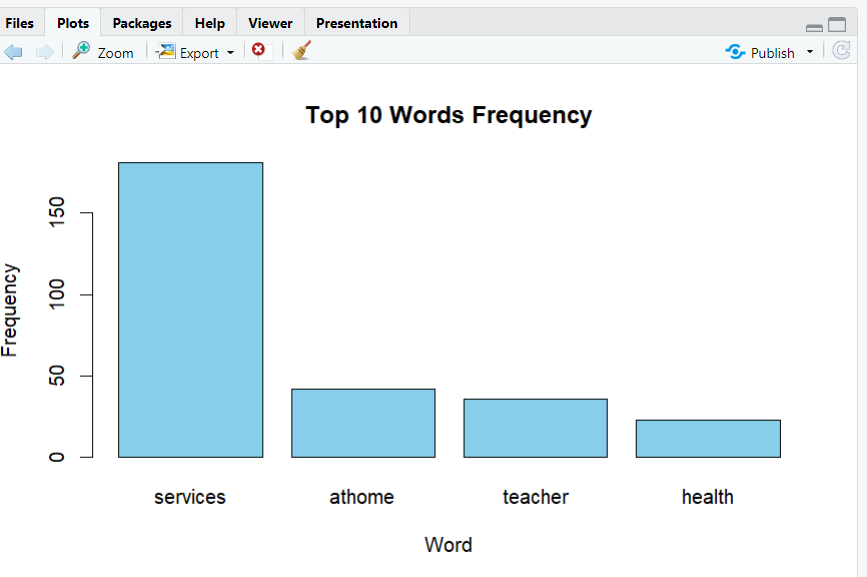 Files Plots Packages Help Viewer Presentation
Zoom Export Publish
Top 10 Words Frequency
150
100
50
0
Frequency
services athome teacher health
Word